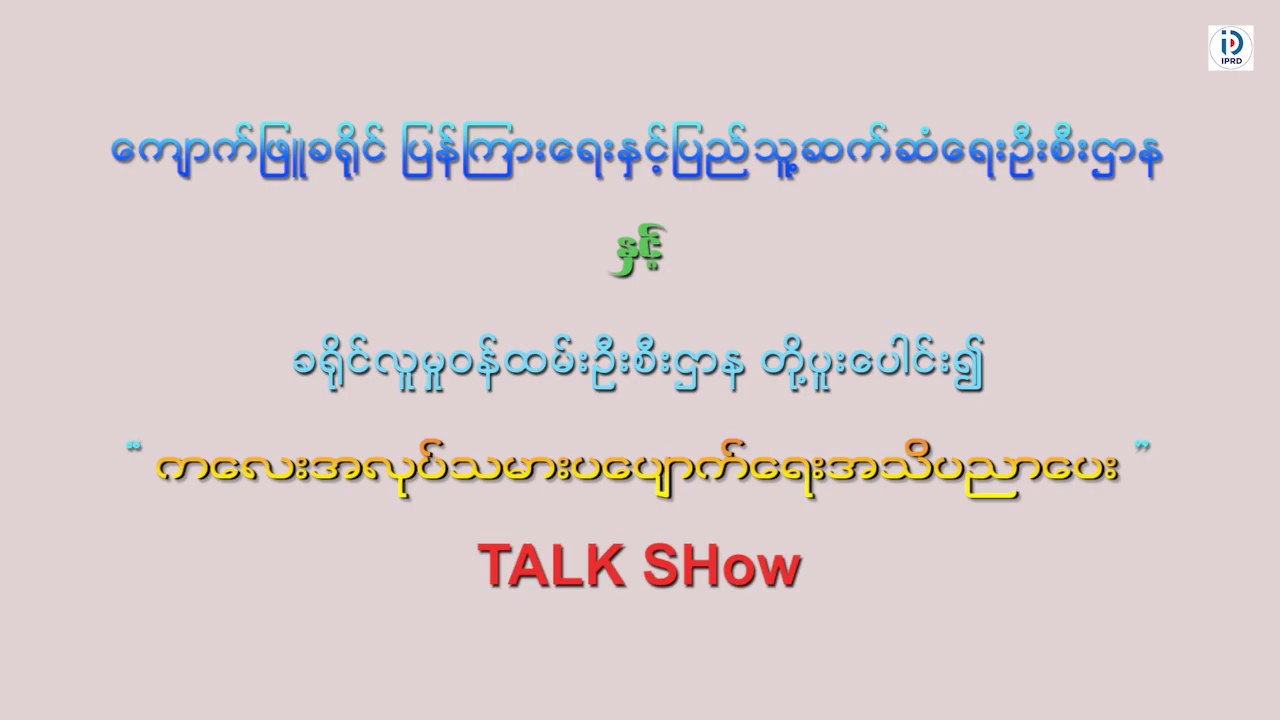 IPRD
ကျောက်ဖြူခရိုင် ပြန်ကြားရေးနှင့်ပြည်သူ့ဆက်ဆံရေးဦးစီးဌာန
နှင့်
ခရိုင်လူမှုဝန်ထမ်းဦးစီးဌာန တို့ပူးပေါင်း၍
“ ကလေးအလုပ်သမားပပျောက်ရေးအသိပညာပေး ”
TALK SHow